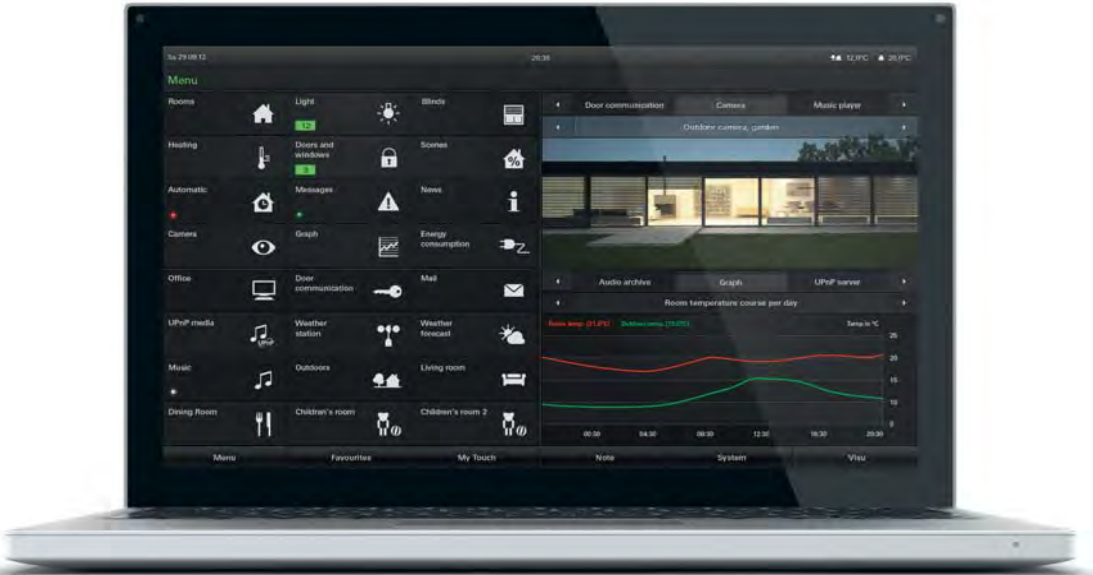 Sa 29.09.12
20:30
Menu
Rooms
Light
12
Blinds
Heating
Doors and
windows
3
Scenes
%
Automatic
Messages
News
i
Camera
Graph
Energy
consumption
Office
Door
communication
Mail
UPnP media
UPnP
Weather
station
Weather
forecast
Music
Outdoors
Living room
Dining Room
Children's room
Children's room 2
Door communication
Camera
Music player
Outdoor camera, garden
Audio archive
Graph
UPnP server
Room temperature course per day
Temp in °C
25
20
15
10
0
00:30
04:30
08:30
12:30
16:30
20:30
Menu
Favourites
My Touch
Note
System
Visu